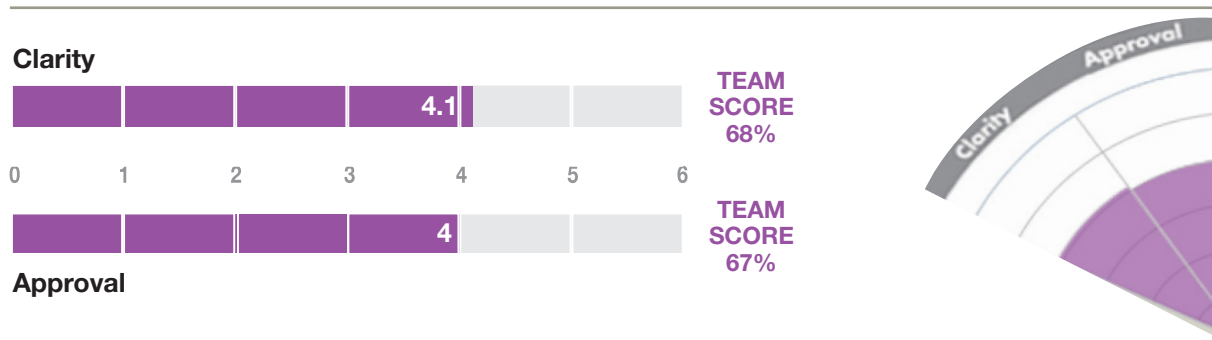 Clarity
4.1
TEAM
SCORE
68%
0 1 2 3 4 5 6
4
TEAM
SCORE
67%
Approval
Clarity
Approval